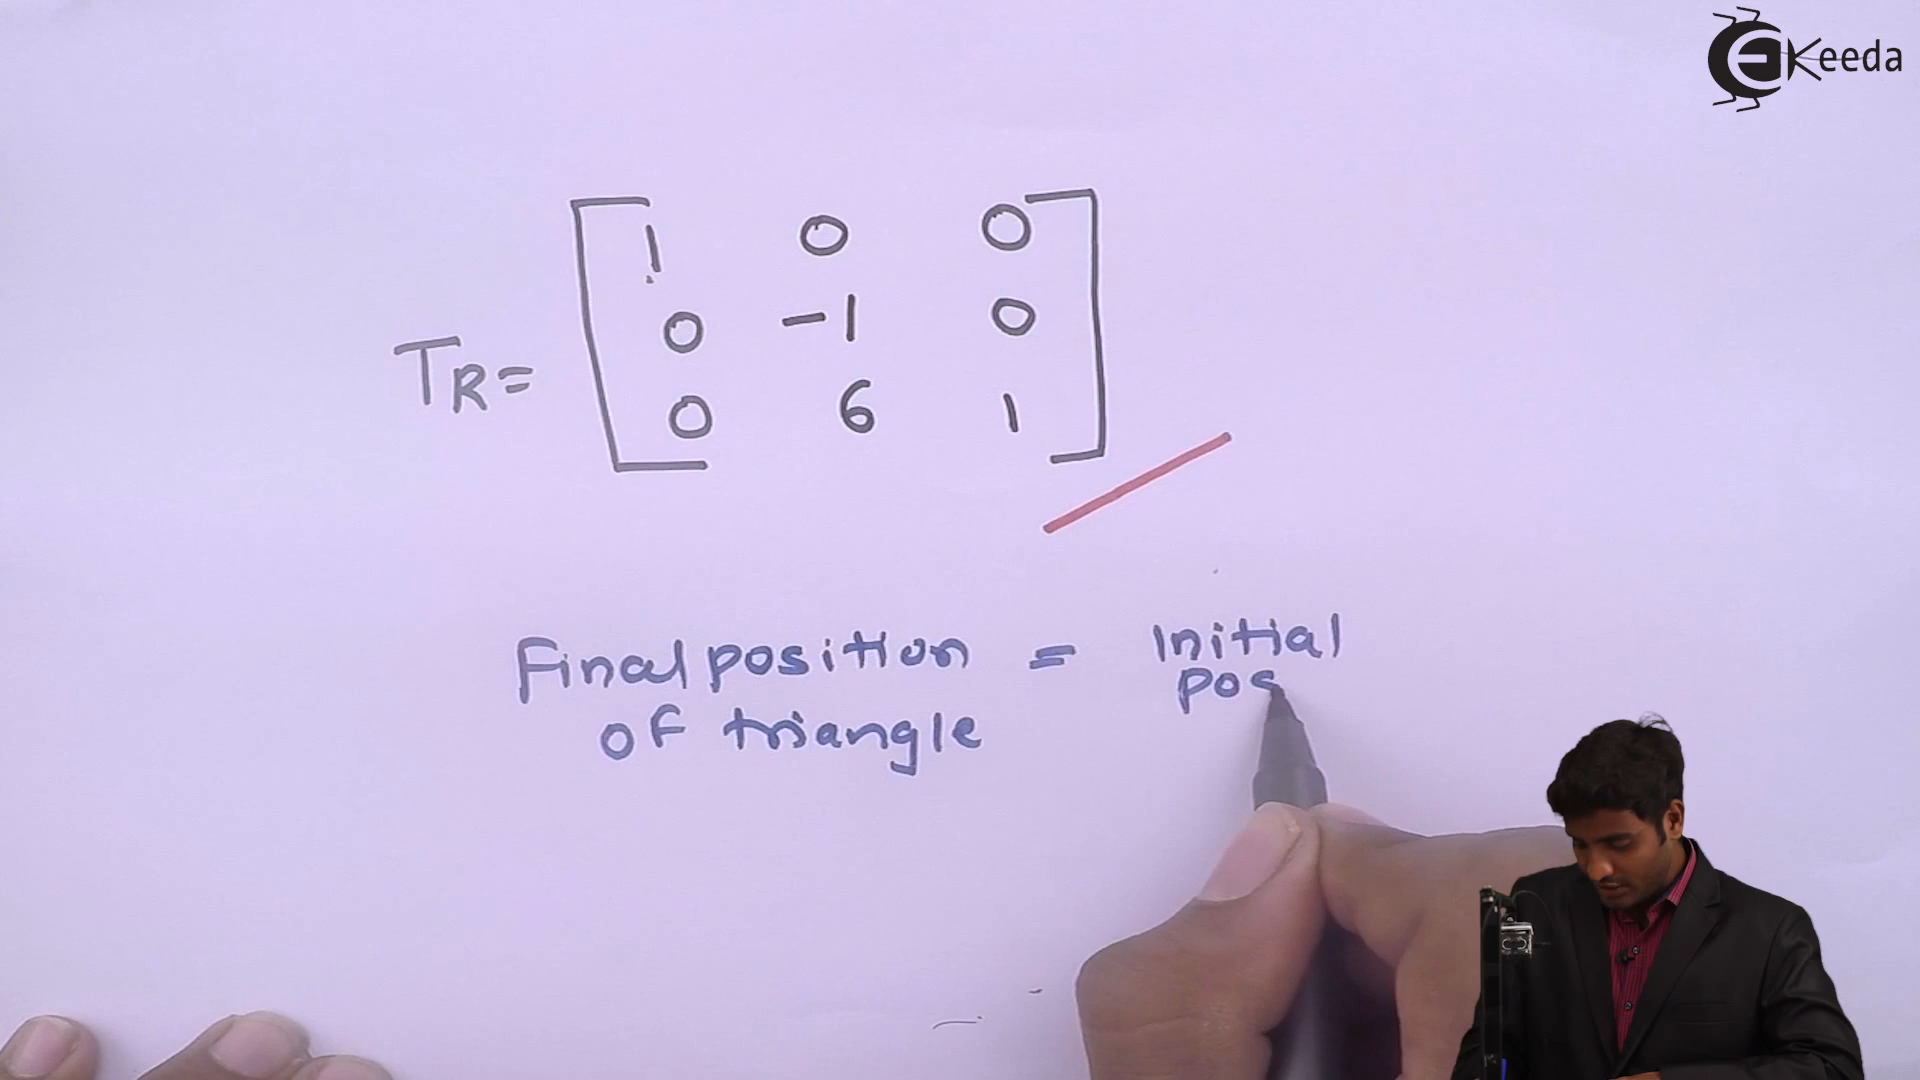 EKeeda
1 0 0
0 -1 0
TR=
0 6 1
Final position = Initial
pos
of triangle